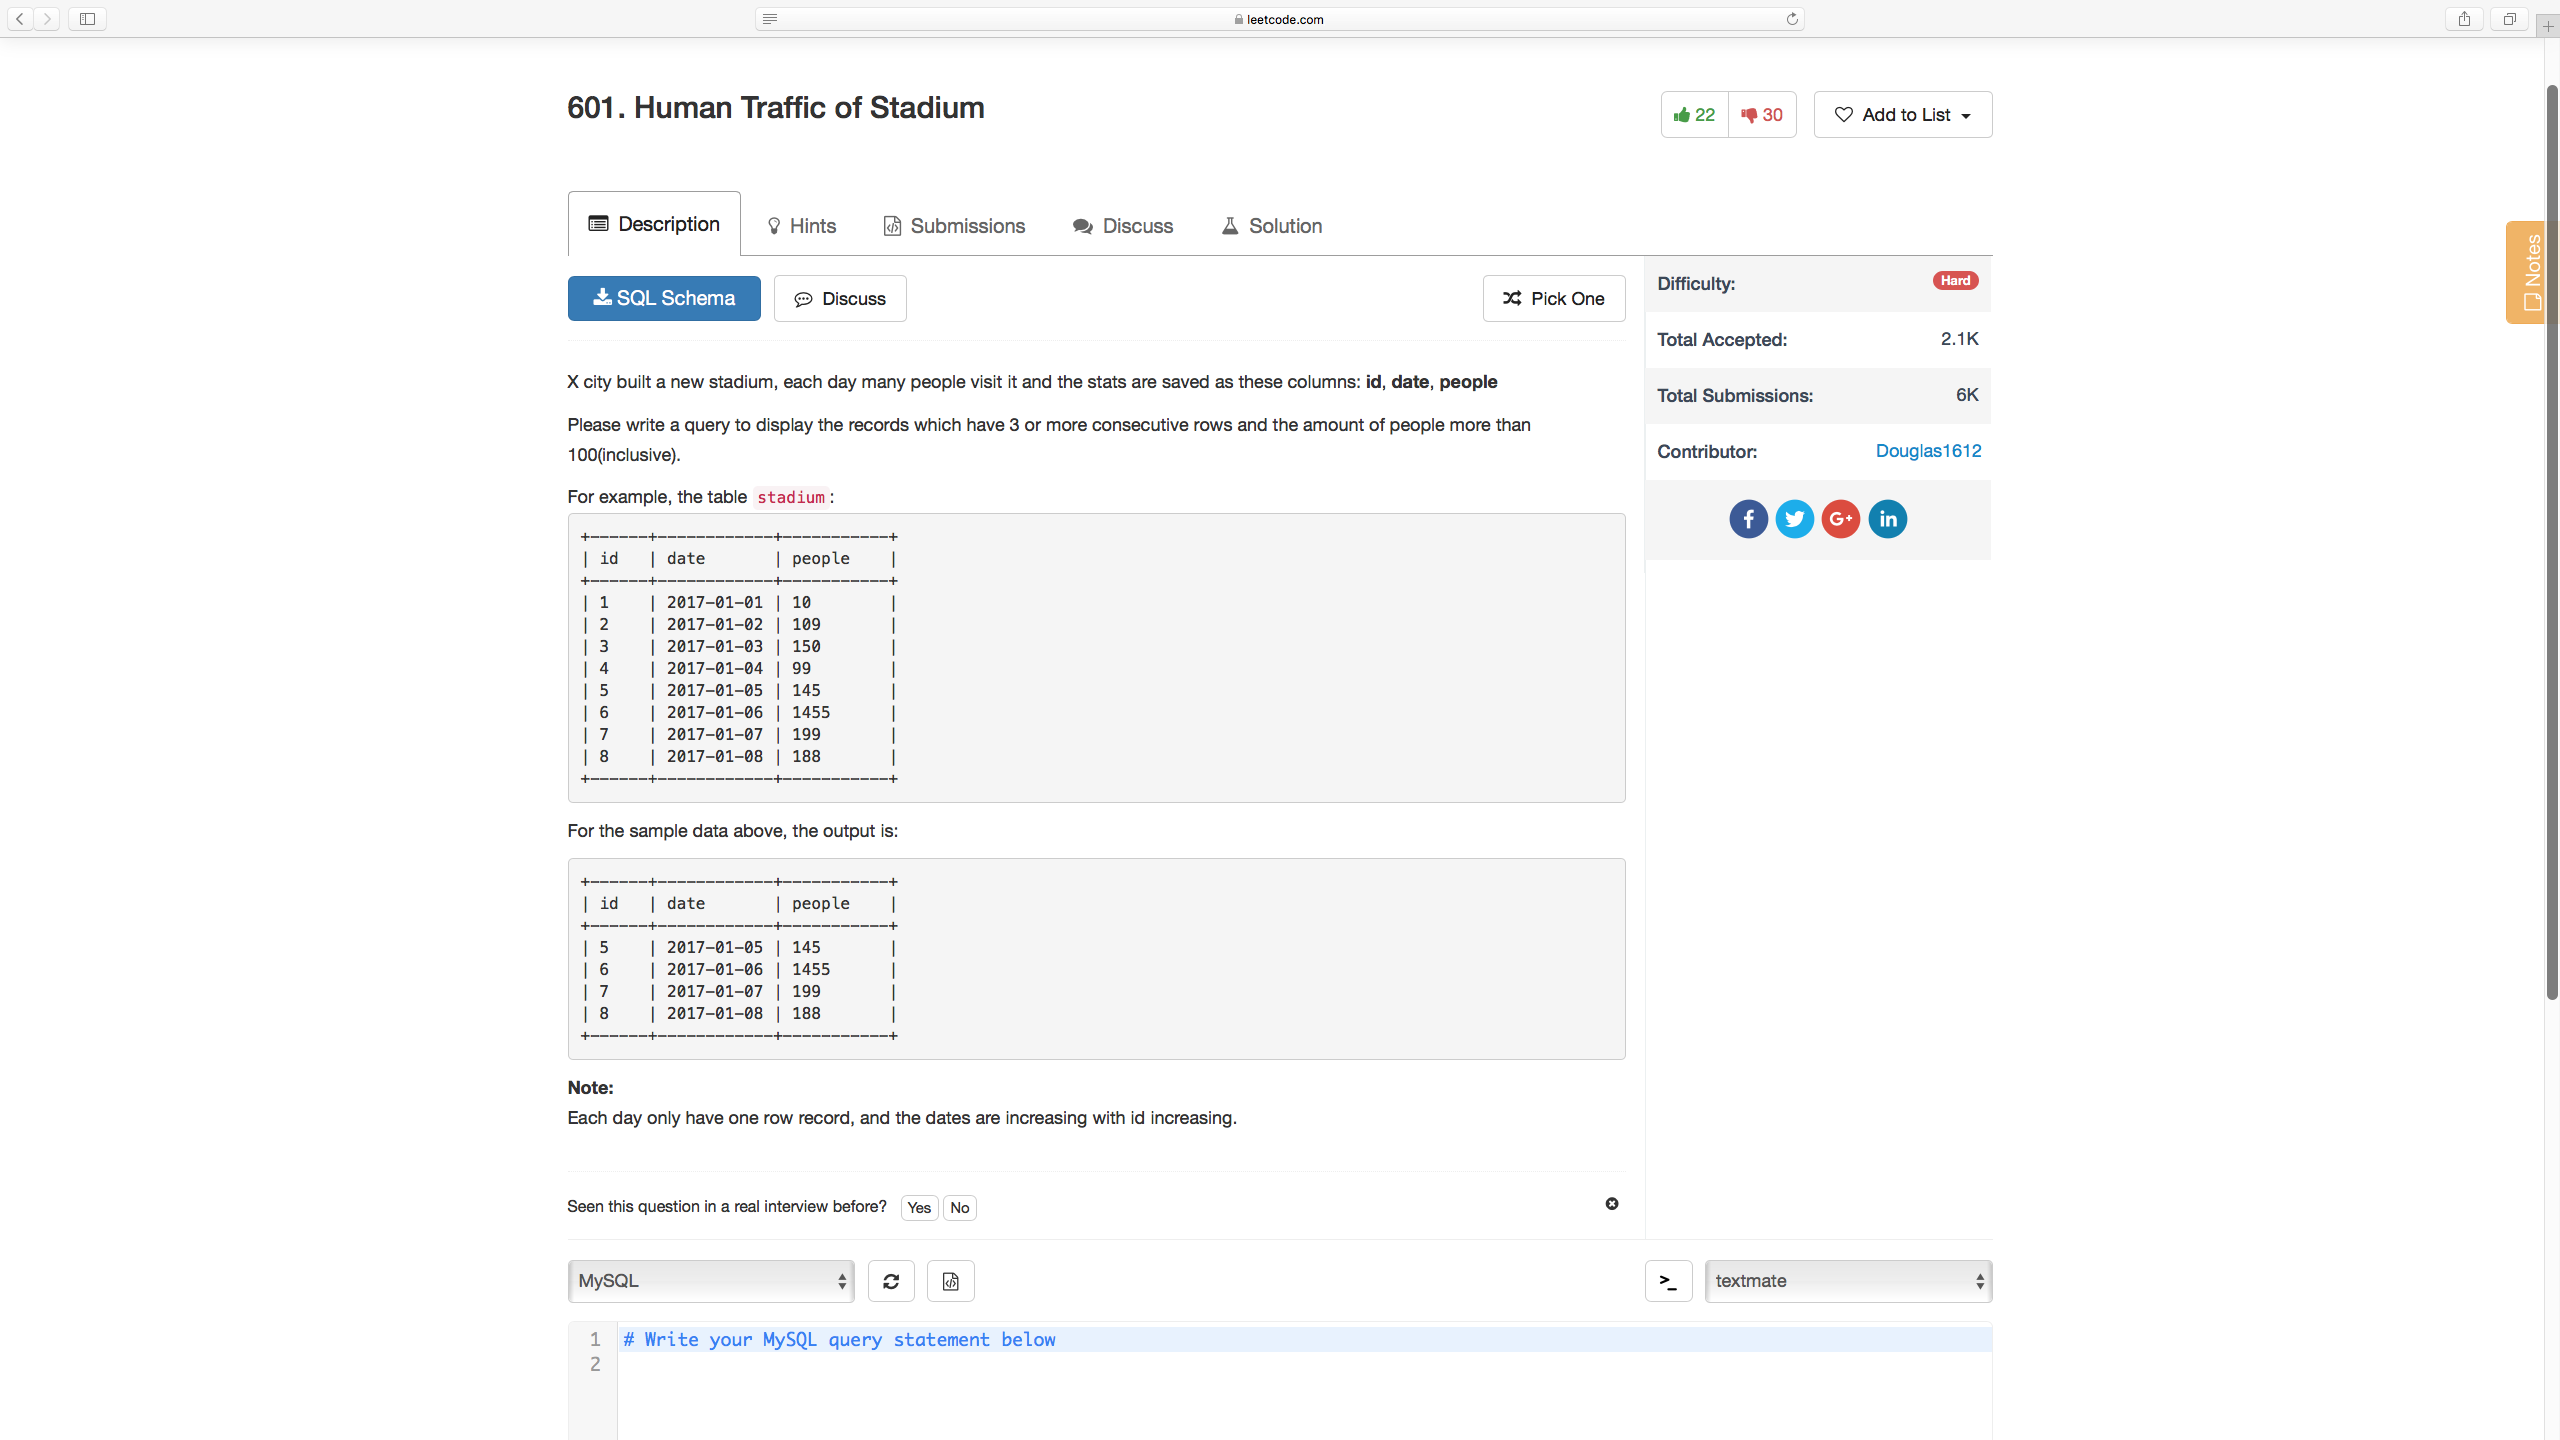 leetcode.com
601. Human Traffic of Stadium
22
30
Add to List
Description
Hints
Submissions
Discuss
Solution
SQL Schema
Discuss
Pick One
Difficulty:
Hard
Total Accepted:
2.1K
Total Submissions:
6K
Contributor:
Douglas1612
f
G+
in
Notes
X city built a new stadium, each day many people visit it and the stats are saved as these columns: id, date, people
Please write a query to display the records which have 3 or more consecutive rows and the amount of people more than
100(inclusive).
For example, the table stadium:
+------+------------+-----------+
| id   | date       | people    |
+------+------------+-----------+
| 1    | 2017-01-01 | 10        |
| 2    | 2017-01-02 | 109       |
| 3    | 2017-01-03 | 150       |
| 4    | 2017-01-04 | 99        |
| 5    | 2017-01-05 | 145       |
| 6    | 2017-01-06 | 1455      |
| 7    | 2017-01-07 | 199       |
| 8    | 2017-01-08 | 188       |
+------+------------+-----------+
For the sample data above, the output is:
+------+------------+-----------+
| id   | date       | people    |
+------+------------+-----------+
| 5    | 2017-01-05 | 145       |
| 6    | 2017-01-06 | 1455      |
| 7    | 2017-01-07 | 199       |
| 8    | 2017-01-08 | 188       |
+------+------------+-----------+
Note:
Each day only have one row record, and the dates are increasing with id increasing.
Seen this question in a real interview before?
Yes
No
MySQL
>_
textmate
1 # Write your MySQL query statement below
2